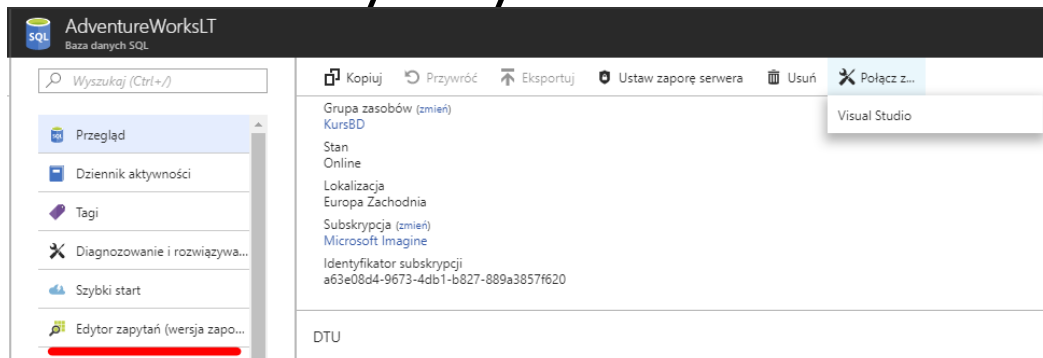 SQL
AdventureWorksLT
Baza danych SQL
Wyszukaj (Ctrl+/)
Kopiuj Przywróć Eksportuj Ustaw zaporę serwera Usuń Połącz z...
Visual Studio
Przegląd
Dziennik aktywności
Tagi
Diagnozowanie i rozwiązywa...
Szybki start
Edytor zapytań (wersja zapo...
Grupa zasobów (zmień)
KursBD
Stan
Online
Lokalizacja
Europa Zachodnia
Subskrypcja (zmień)
Microsoft Imagine
Identyfikator subskrypcji
a63e08d4-9673-4db1-b827-889a3857f620
DTU